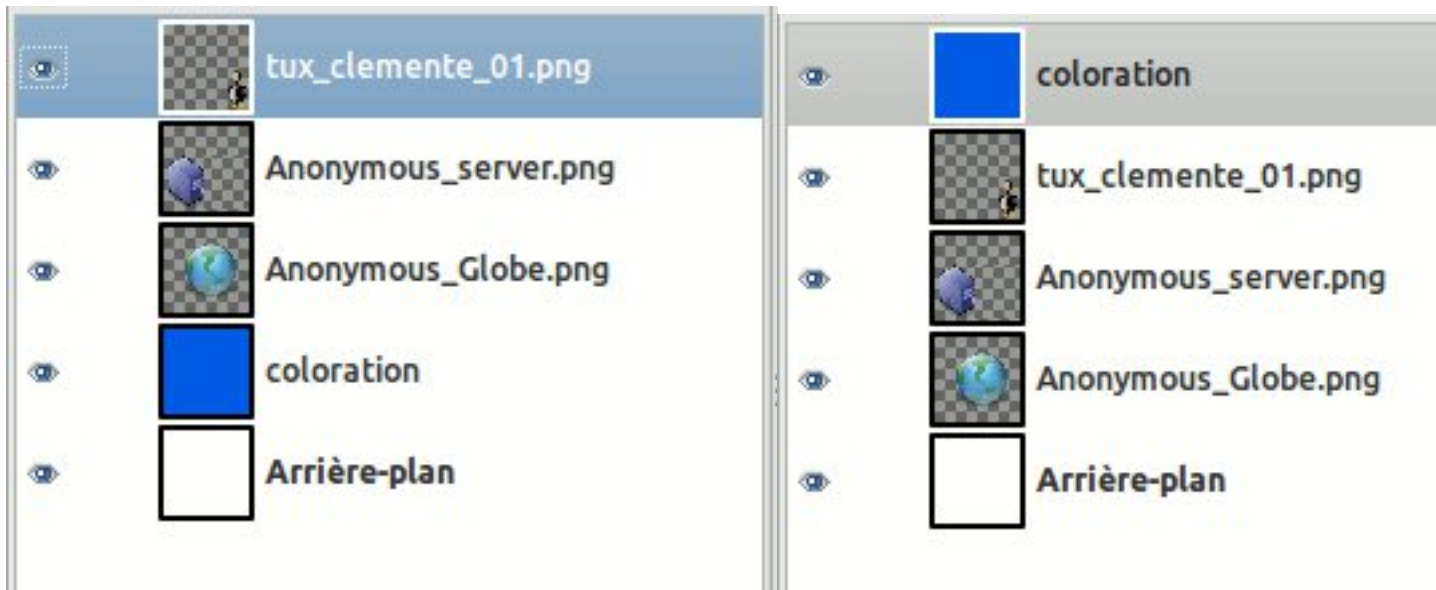 tux_clemente_01.png
Anonymous_server.png
Anonymous_Globe.png
coloration
Arrière-plan
coloration
tux_clemente_01.png
Anonymous_server.png
Anonymous_Globe.png
Arrière-plan